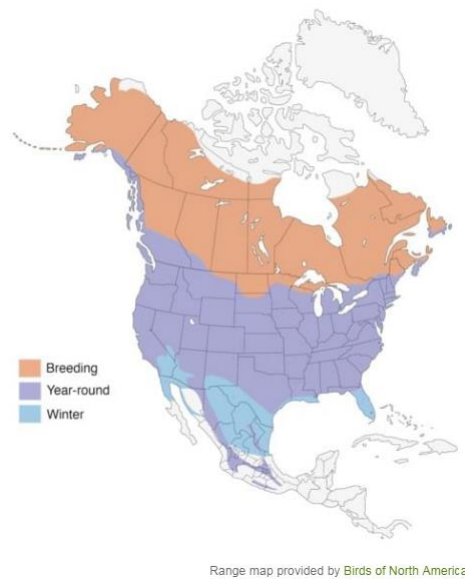 Breeding
Year-round
Winter
Range map provided by Birds of North America